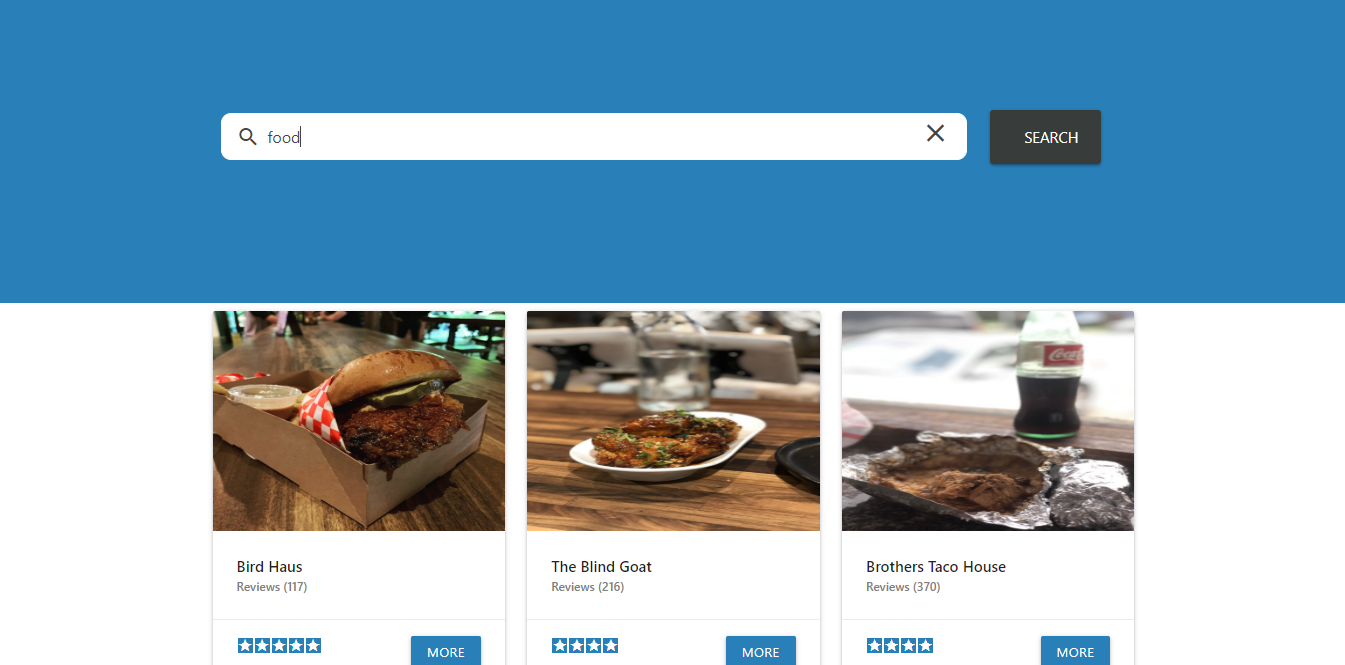 food
SEARCH
Bird Haus
Reviews (117)
MORE
The Blind Goat
Reviews (216)
MORE
Coca
Brothers Taco House
Reviews (370)
MORE